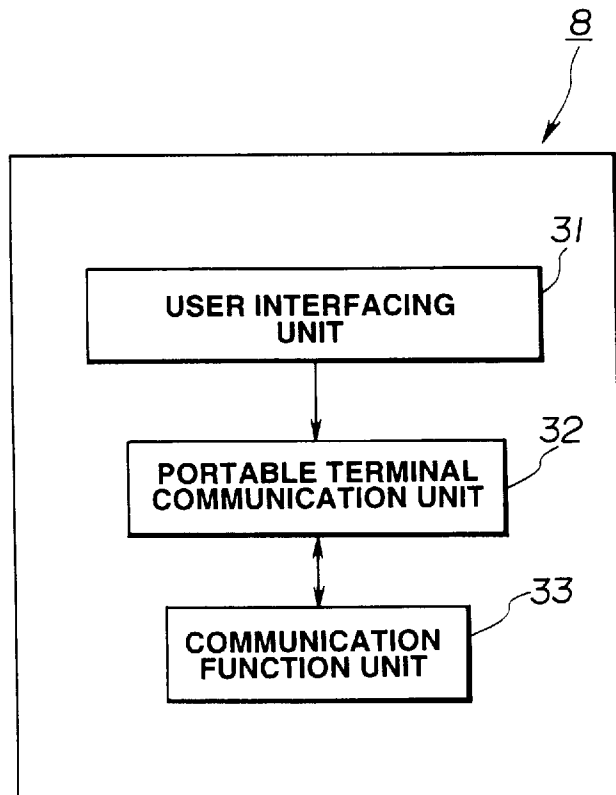 8
31
USER INTERFACING
UNIT
32
PORTABLE TERMINAL
COMMUNICATION UNIT
33
COMMUNICATION
FUNCTION UNIT